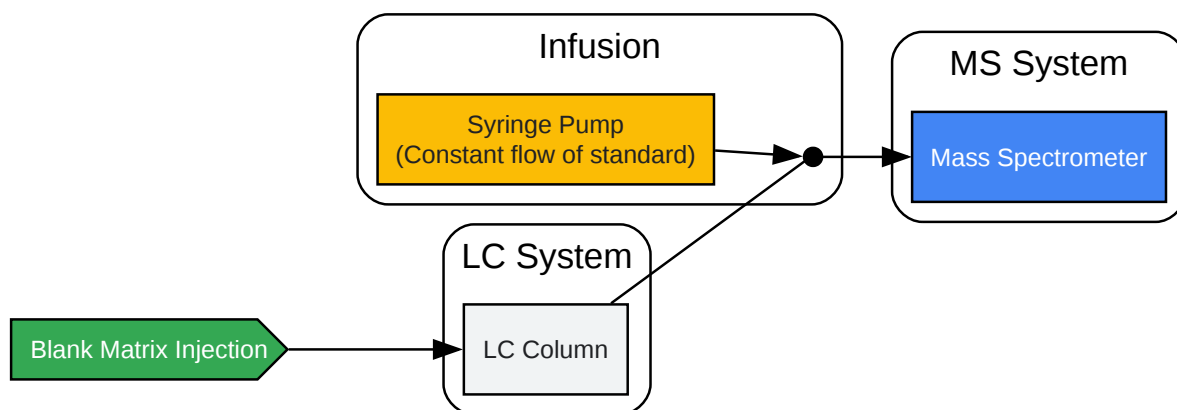 Infusion
Syringe Pump
(Constant flow of standard)
MS System
Mass Spectrometer
LC System
LC Column
Blank Matrix Injection